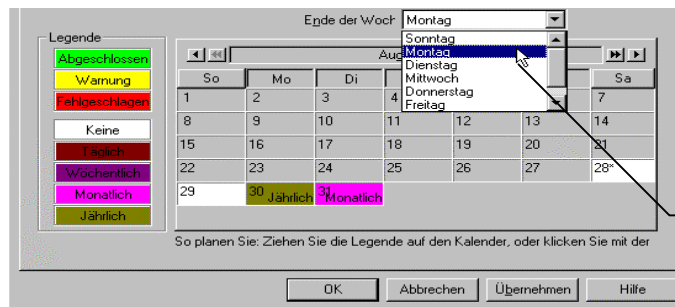 Ende der Woch Montag
Legende
Abgeschlossen
Warnung
Fehlgeschlagen
Keine
Täglich
Wöchentlich
Monatlich
Jährlich
Aug
Sonntag
Montag
Dienstag
Mittwoch
Donnerstag
Freitag
So Mo Di Sa
1 2 3 4 7
8 9 10 11 12 13 14
15 16 17 18 19 20 21
22 23 24 25 26 27 28*
29 30 Jährlich 31 Monatlich
So planen Sie: Ziehen Sie die Legende auf den Kalender, oder klicken Sie mit der
OK Abbrechen Übernehmen Hilfe